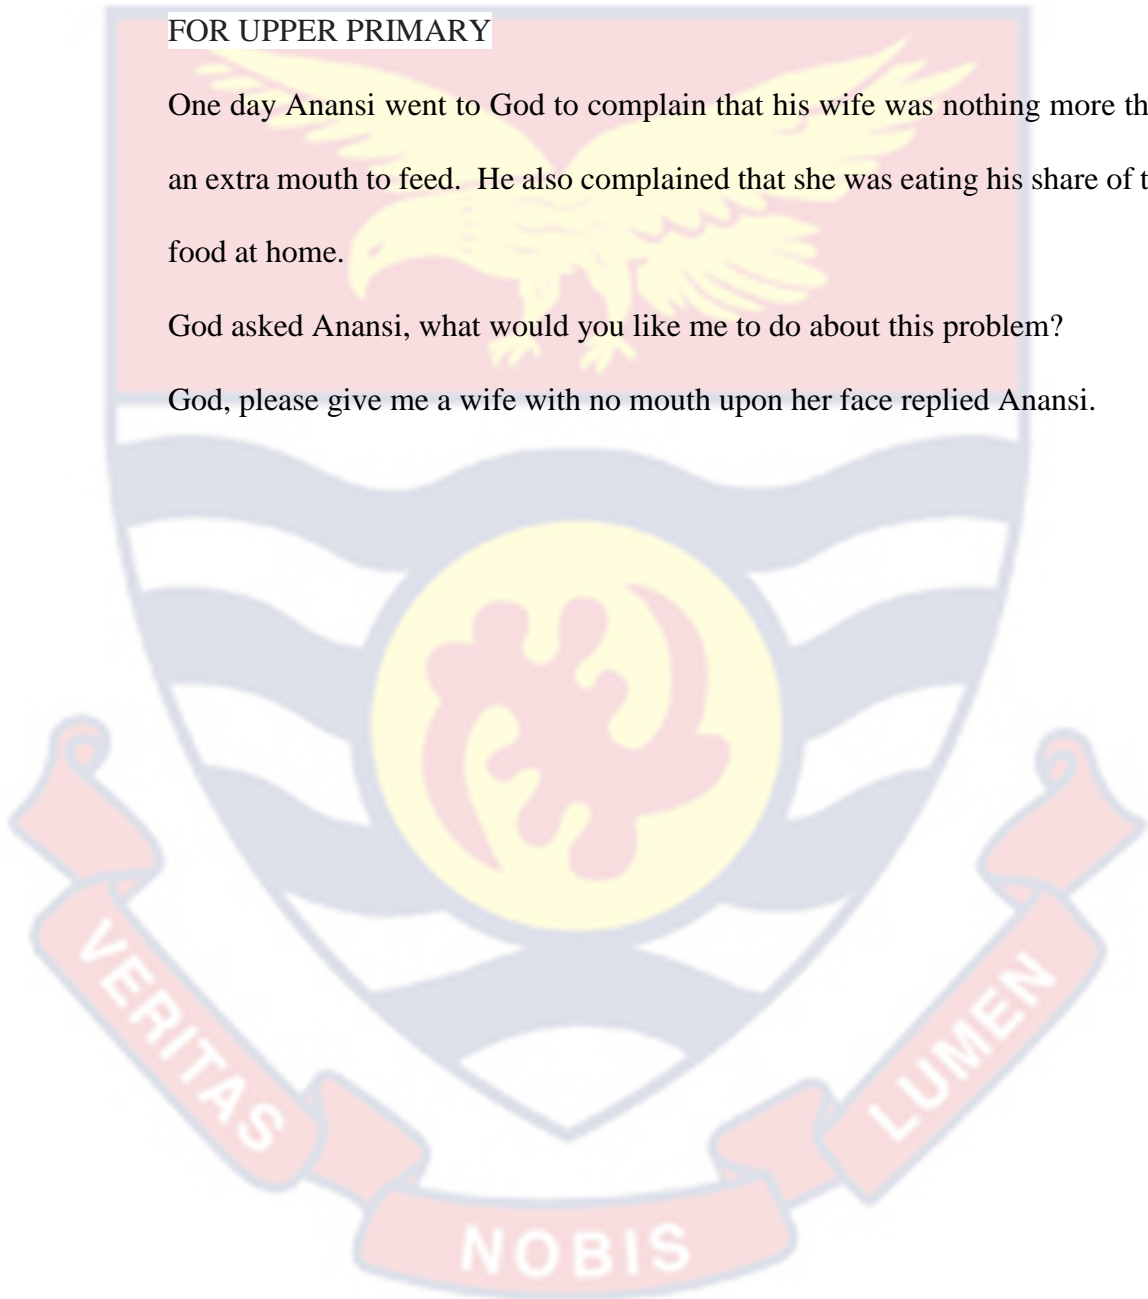 FOR UPPER PRIMARY
One day Anansi went to God to complain that his wife was nothing more th
an extra mouth to feed. He also complained that she was eating his share of t
food at home.
God asked Anansi, what would you like me to do about this problem?
God, please give me a wife with no mouth upon her face replied Anansi.
VERITAS
NOBIS
LUMEN